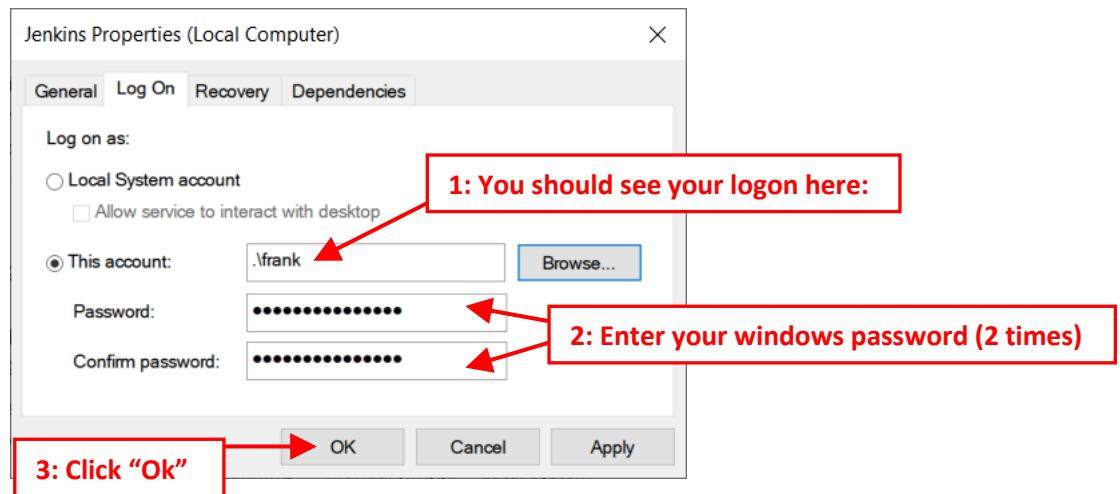 Jenkins Properties (Local Computer)
General Log On Recovery Dependencies
Log on as:
Local System account
1: You should see your logon here:
Allow service to interact with desktop
This account: .\frank Browse...
Password: •••••••••••••••
2: Enter your windows password (2 times)
Confirm password: •••••••••••••••
OK Cancel Apply
3: Click “Ok”